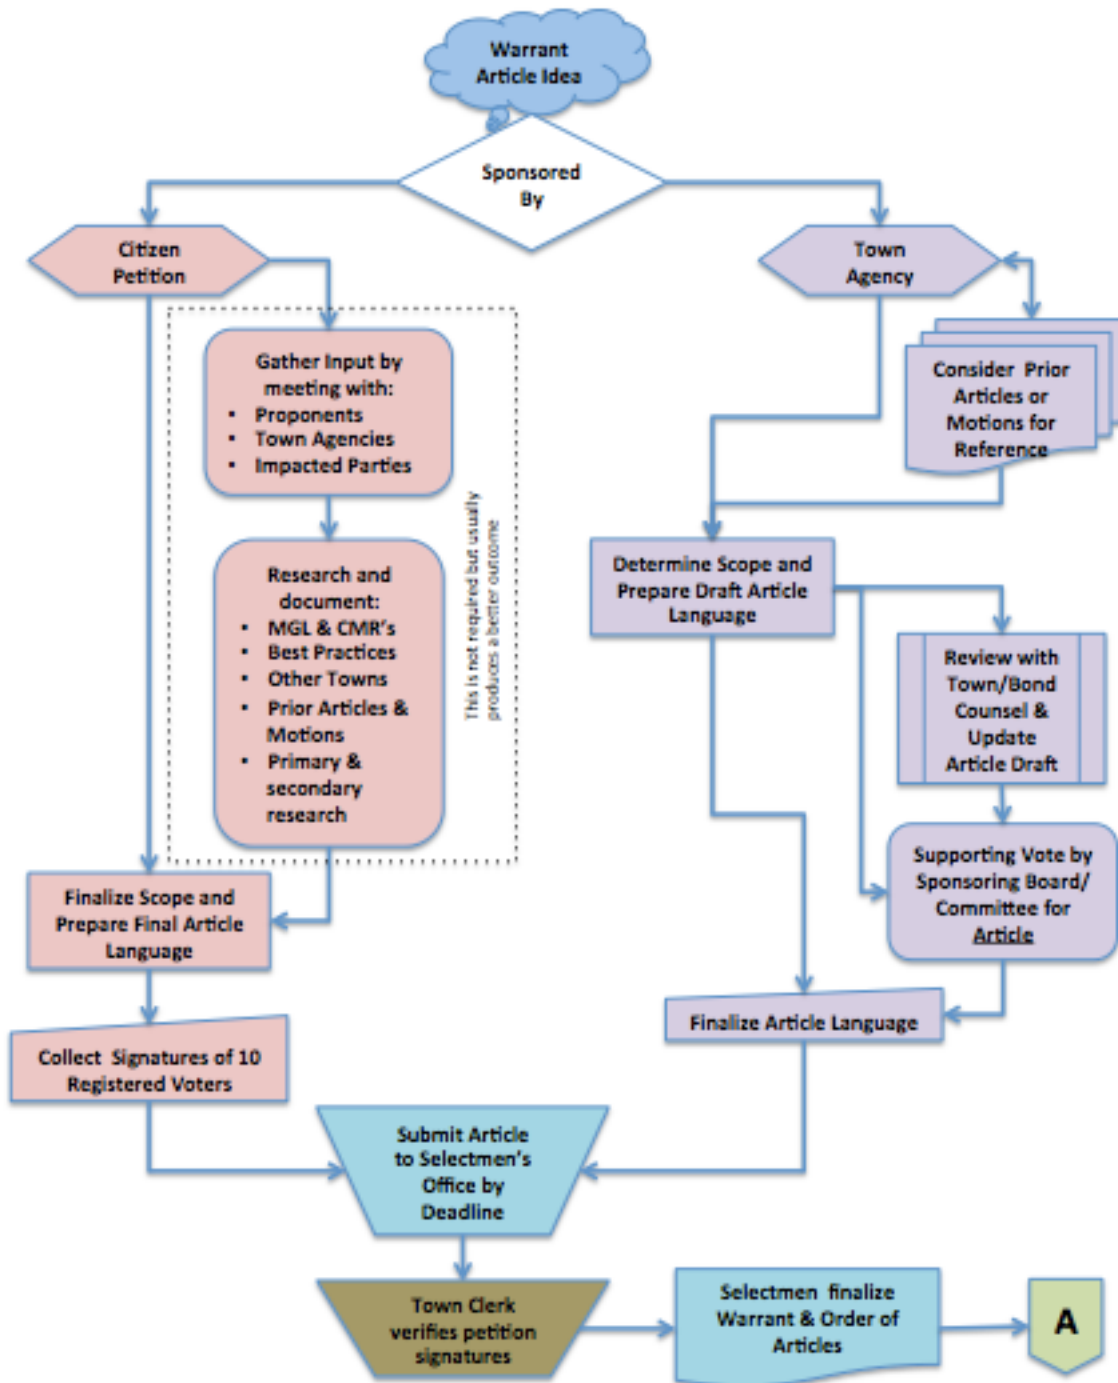 Warrant
Article Idea
Sponsored
By
Citizen
Petition
Town
Agency
Gather Input by
meeting with:
▪ Proponents
▪ Town Agencies
▪ Impacted Parties
Consider Prior
Articles or
Motions for
Reference
This is not required but usually
produces a better outcome
Research and
document:
• MGL & CMR's
• Best Practices
• Other Towns
• Prior Articles &
Motions
• Primary &
secondary
research
Determine Scope and
Prepare Draft Article
Language
Review with
Town/Bond
Counsel &
Update
Article Draft
Supporting Vote by
Sponsoring Board/
Committee for
Article
Finalize Scope and
Prepare Final Article
Language
Finalize Article Language
Collect Signatures of 10
Registered Voters
Submit Article
to Selectmen's
Office by
Deadline
Town Clerk
verifies petition
signatures
Selectmen finalize
Warrant & Order of
Articles
A